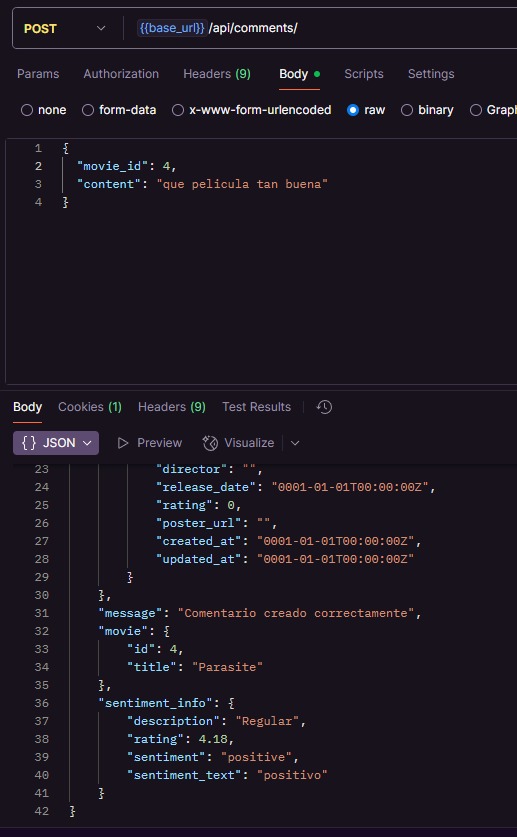 POST {{base_url}} /api/comments/
Params Authorization Headers (9) Body Scripts Settings
none form-data x-www-form-urlencoded raw binary Grap
1 {
2 "movie_id": 4,
3 "content": "que pelicula tan buena"
4 }
Body Cookies (1) Headers (9) Test Results
{} JSON Preview Visualize
23 "director": "",
24 "release_date": "0001-01-01T00:00:00Z",
25 "rating": 0,
26 "poster_url": "",
27 "created_at": "0001-01-01T00:00:00Z",
28 "updated_at": "0001-01-01T00:00:00Z"
29 }
30 },
31 "message": "Comentario creado correctamente",
32 "movie": {
33 "id": 4,
34 "title": "Parasite"
35 },
36 "sentiment_info": {
37 "description": "Regular",
38 "rating": 4.18,
39 "sentiment": "positive",
40 "sentiment_text": "positivo"
41 }
42 }